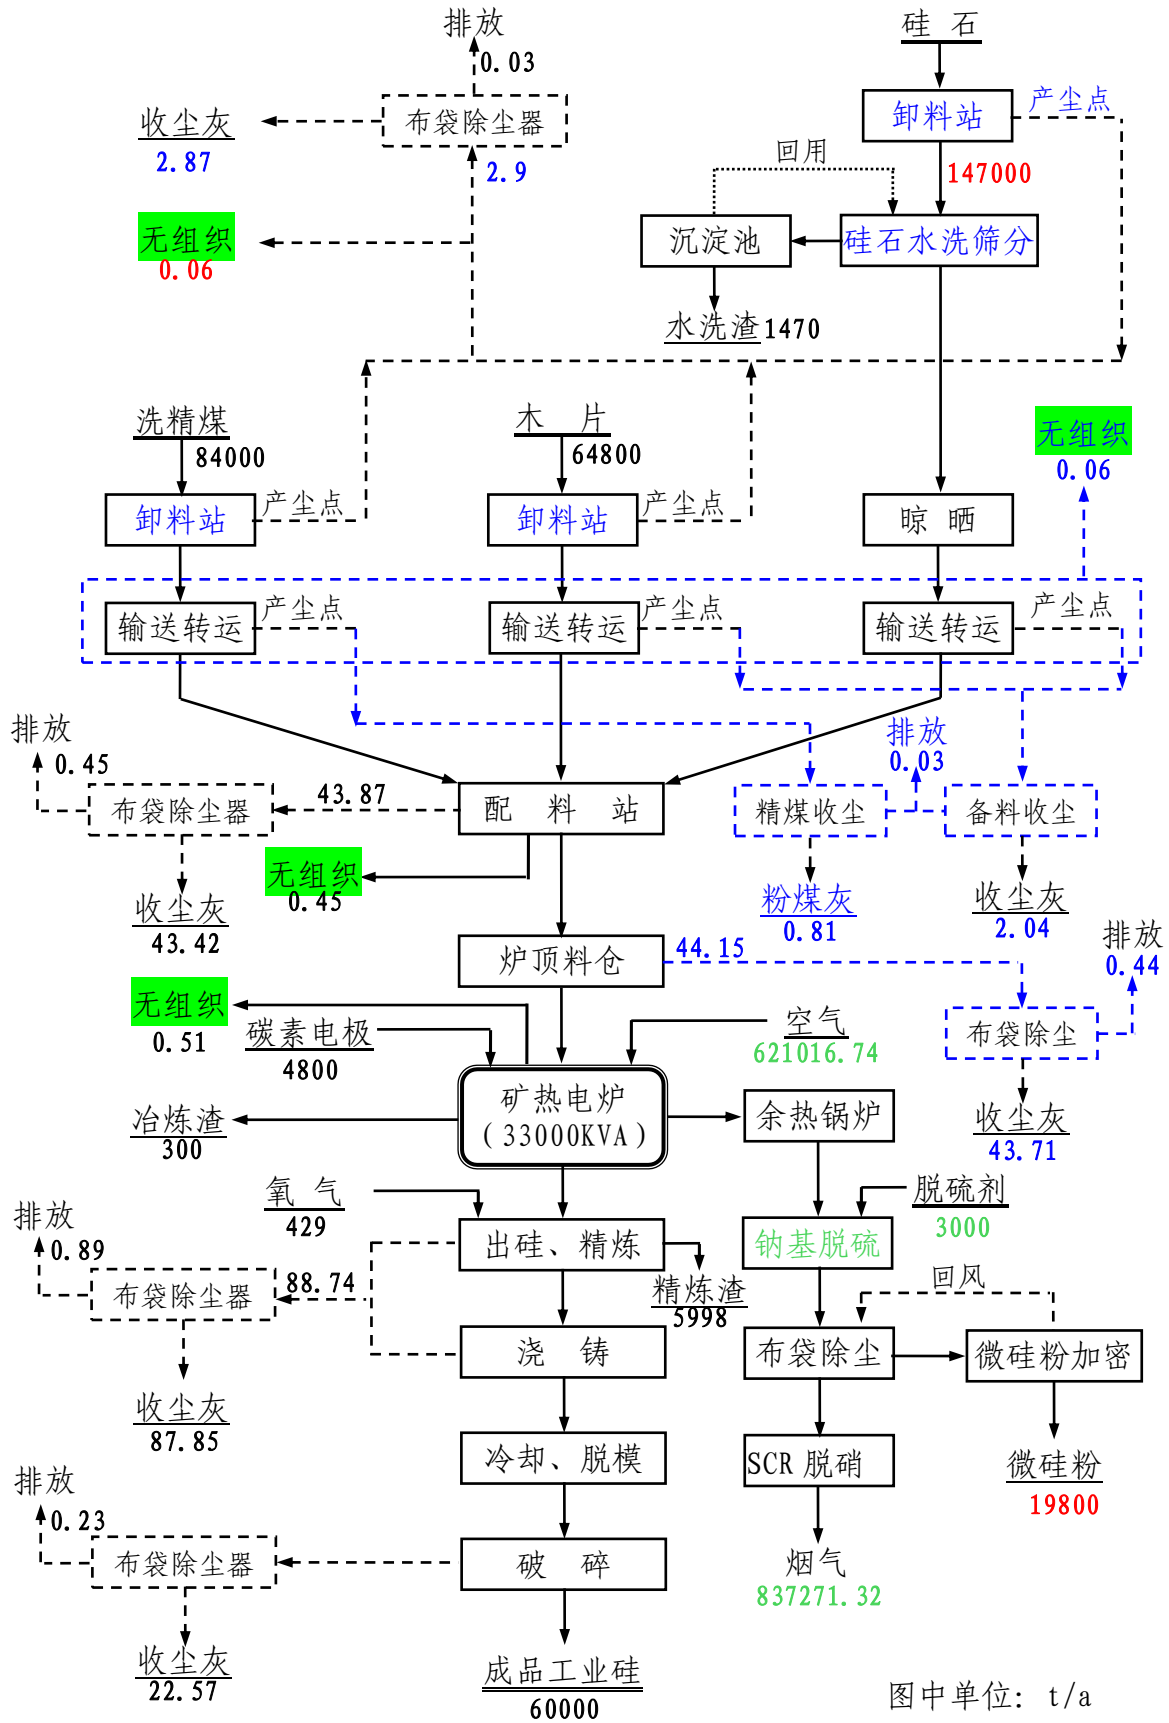 排放
0.03
硅 石
收尘灰
2.87
布袋除尘器
2.9
卸料站
产尘点
147000
回用
无组织
0.06
沉淀池
硅石水洗筛分
水洗渣1470
洗精煤
84000
木 片
64800
无组织
0.06
卸料站
产尘点
卸料站
产尘点
晾 晒
输送转运
产尘点
输送转运
产尘点
输送转运
产尘点
排放
0.45
布袋除尘器
43.87
配 料 站
排放
0.03
精煤收尘
备料收尘
无组织
0.45
收尘灰
43.42
粉煤灰
0.81
收尘灰
2.04
炉顶料仓
44.15
排放
0.44
无组织
0.51
碳素电极
4800
空气
621016.74
布袋除尘
矿热电炉
(33000KVA)
余热锅炉
冶炼渣
300
收尘灰
43.71
氧 气
429
脱硫剂
3000
排放
0.89
出硅、精炼
钠基脱硫
布袋除尘器
88.74
精炼渣
5998
回风
浇 铸
布袋除尘
微硅粉加密
收尘灰
87.85
冷却、脱模
SCR 脱硝
微硅粉
19800
排放
0.23
布袋除尘器
破 碎
烟气
837271.32
收尘灰
22.57
成品工业硅
60000
图中单位: t/a